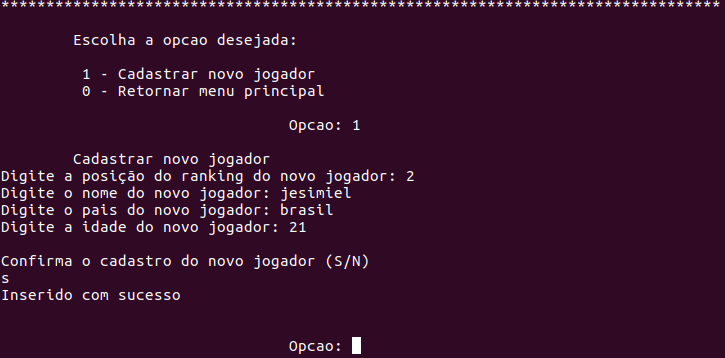 ********************************************************************************
Escolha a opcao desejada:
1 - Cadastrar novo jogador
0 - Retornar menu principal
Opcao: 1
Cadastrar novo jogador
Digite a posição do ranking do novo jogador: 2
Digite o nome do novo jogador: jesimiel
Digite o pais do novo jogador: brasil
Digite a idade do novo jogador: 21
Confirma o cadastro do novo jogador (S/N)
s
Inserido com sucesso
Opcao: